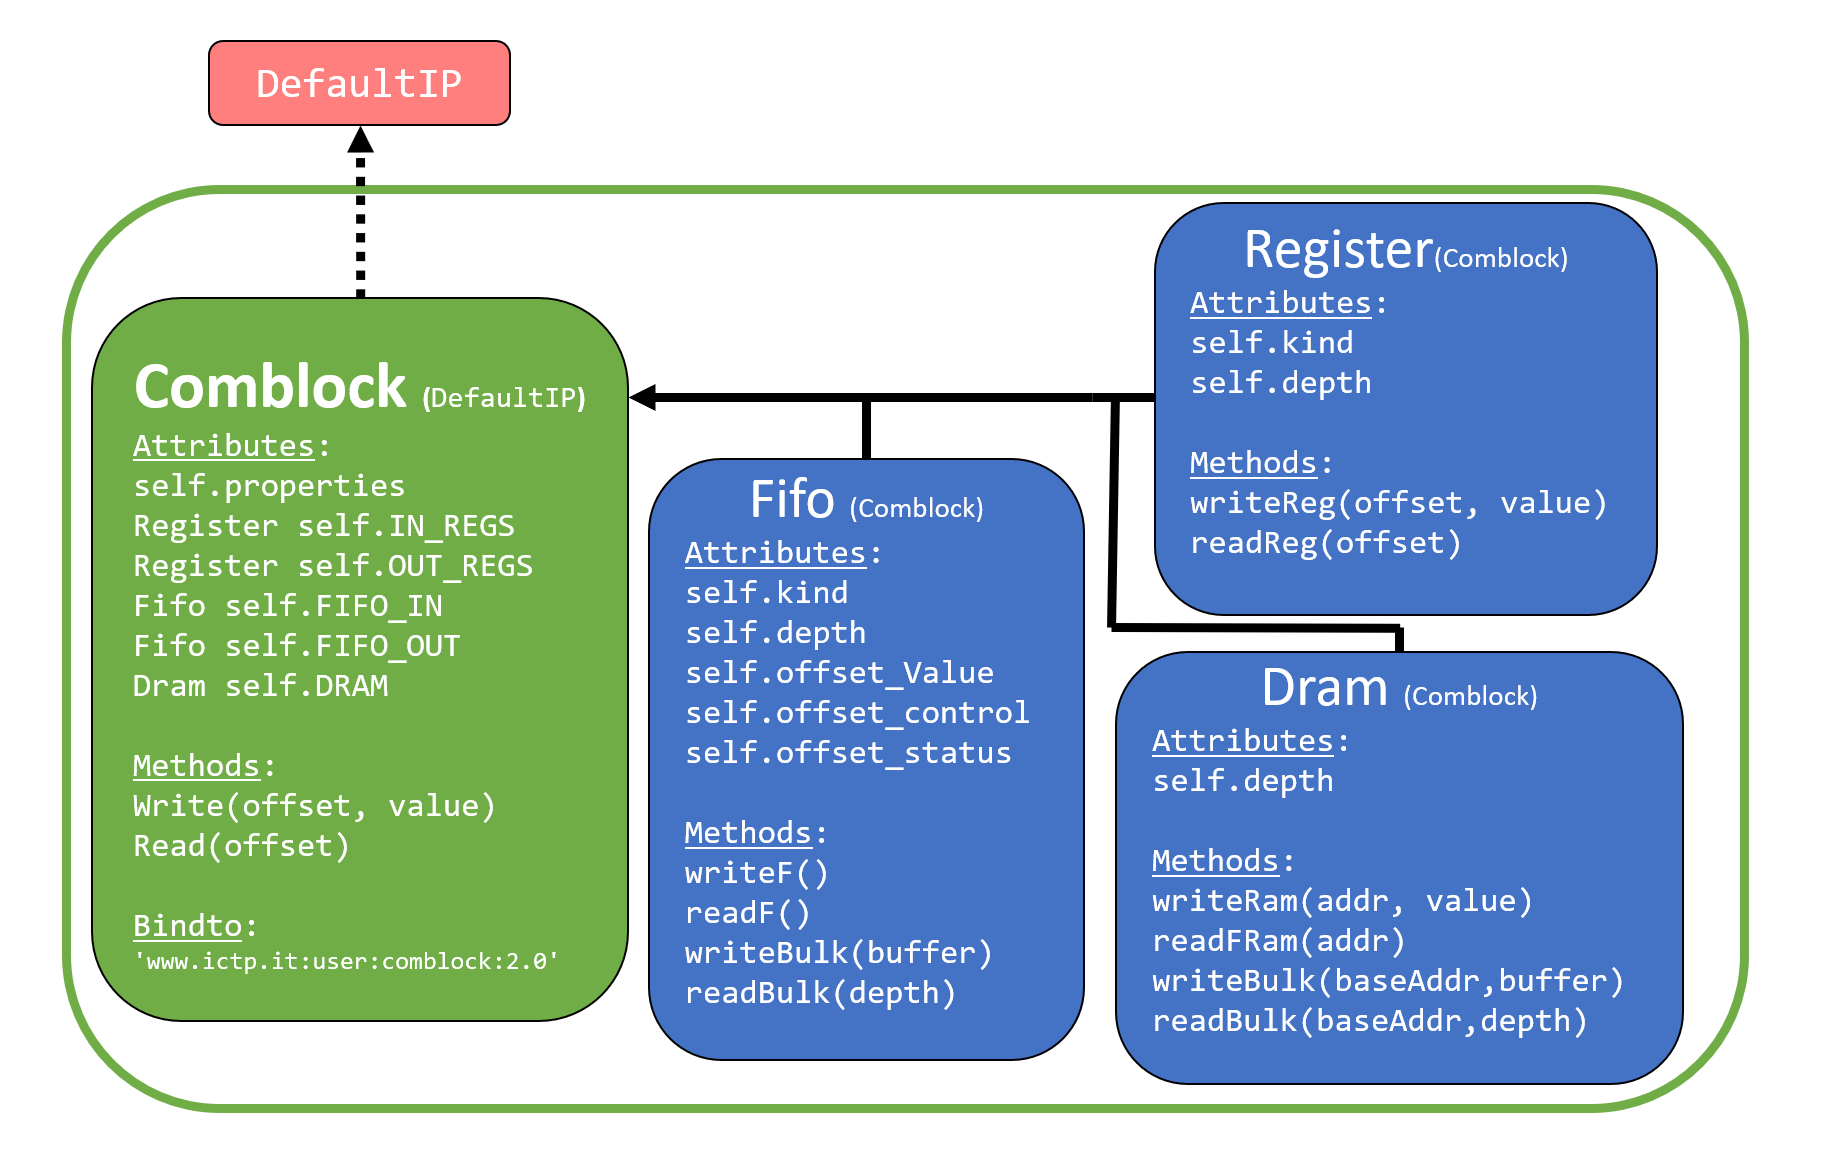 DefaultIP
Comblock (DefaultIP)
Attributes:
self.properties
Register self.IN_REGS
Register self.OUT_REGS
Fifo self.FIFO_IN
Fifo self.FIFO_OUT
Dram self.DRAM
Methods:
Write(offset, value)
Read(offset)
Bindto:
'www.ictp.it:user:comblock:2.0'
Fifo (Comblock)
Attributes:
self.kind
self.depth
self.offset_Value
self.offset_control
self.offset_status
Methods:
writeF()
readF()
writeBulk(buffer)
readBulk(depth)
Register(Comblock)
Attributes:
self.kind
self.depth
Methods:
writeReg(offset, value)
readReg(offset)
Dram (Comblock)
Attributes:
self.depth
Methods:
writeRam(addr, value)
readFRam(addr)
writeBulk(baseAddr,buffer)
readBulk(baseAddr,depth)